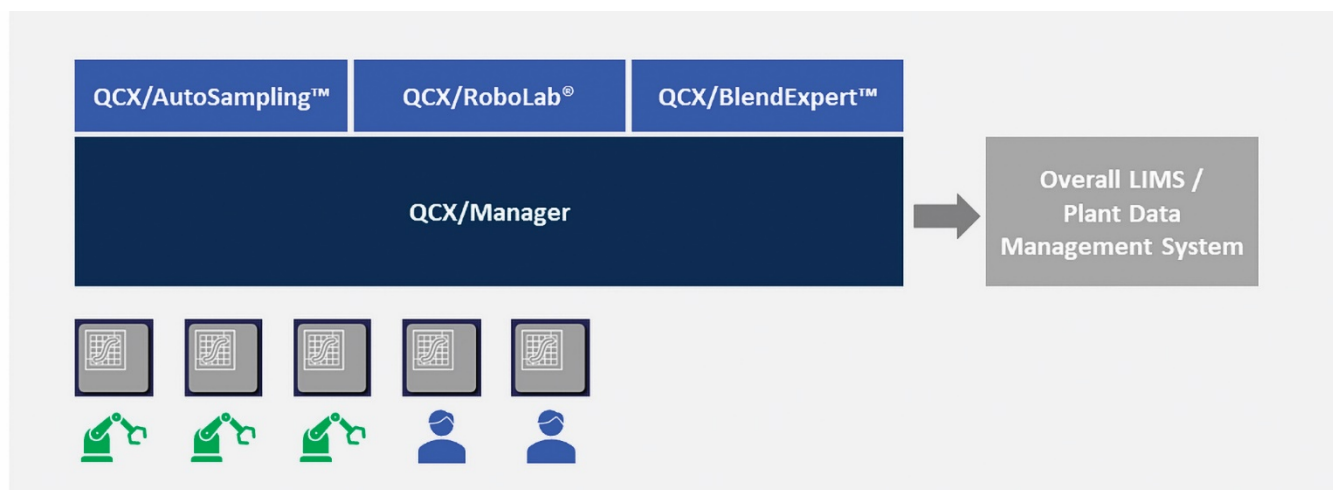 QCX/AutoSampling™
QCX/RoboLab®
QCX/BlendExpert™
QCX/Manager
Overall LIMS /
Plant Data
Management System